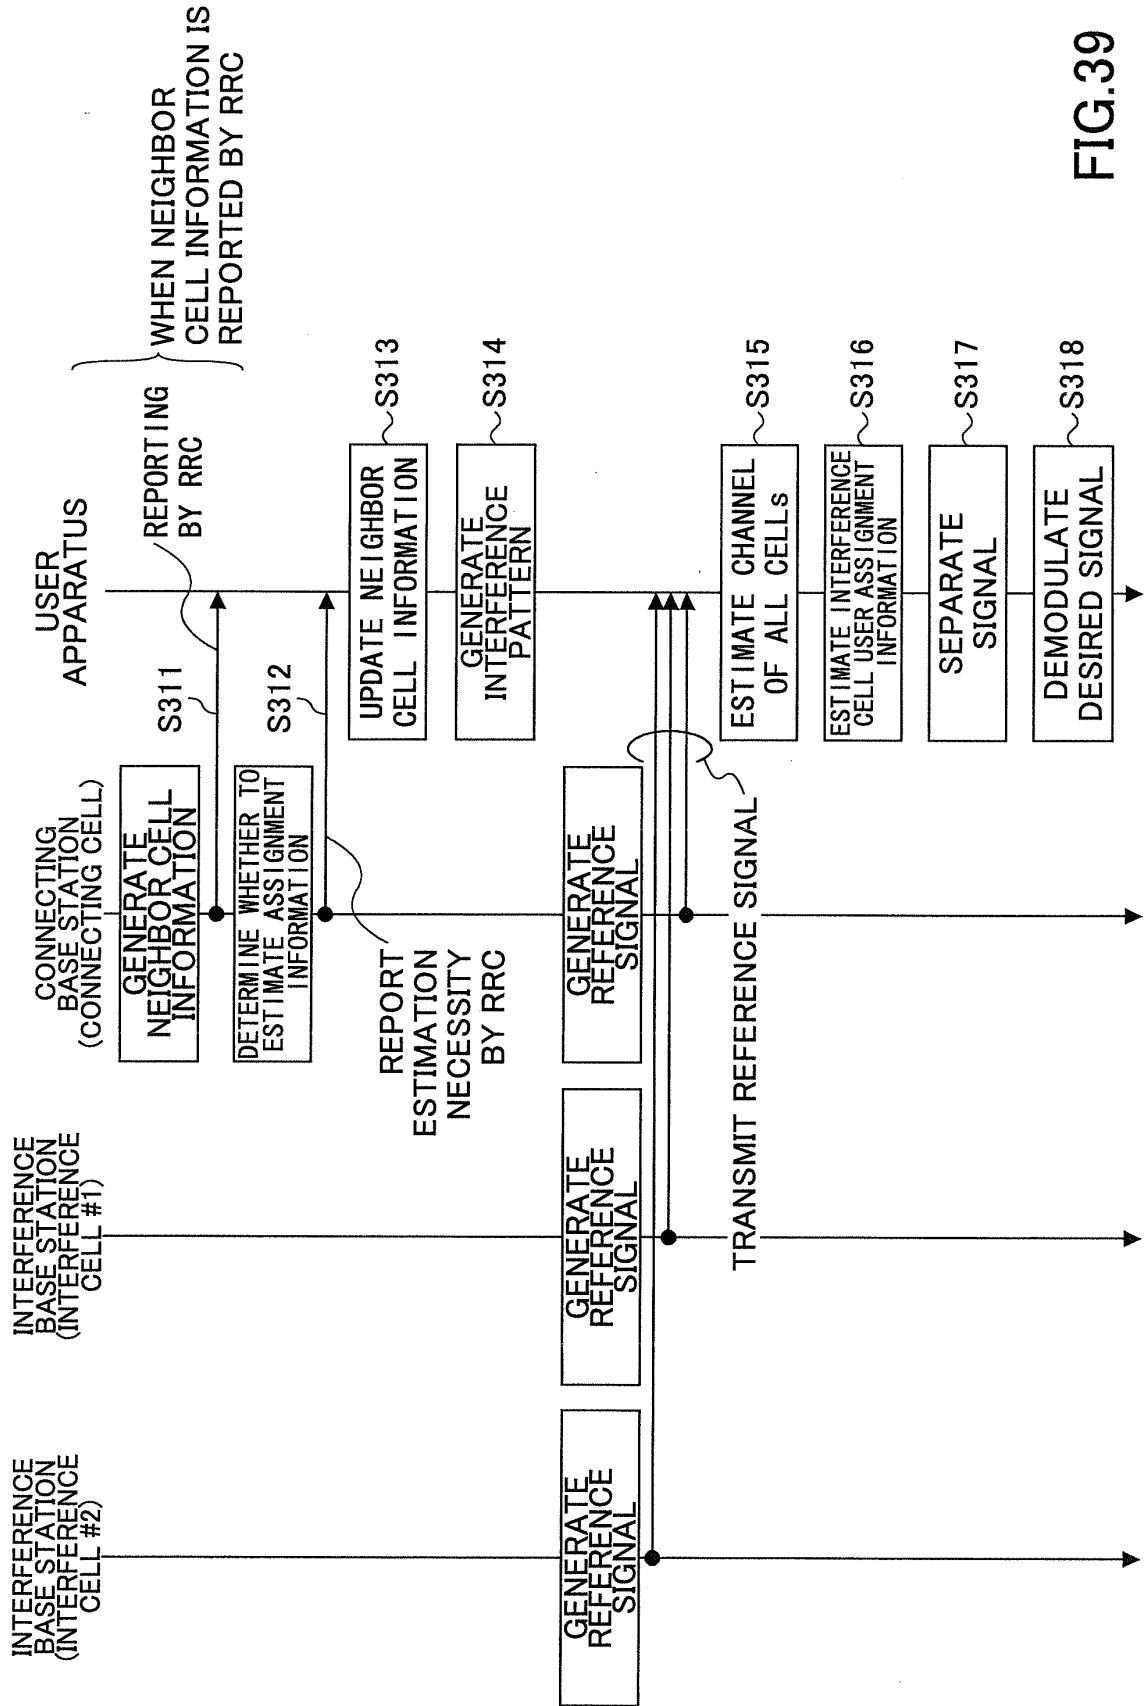 INTERFERENCE
BASE STATION
(INTERFERENCE
CELL #2)
INTERFERENCE
BASE STATION
(INTERFERENCE
CELL #1)
CONNECTING
BASE STATION
(CONNECTING CELL)
USER
APPARATUS
GENERATE
NEIGHBOR CELL
INFORMATION
S311
REPORTING
BY RRC
WHEN NEIGHBOR
CELL INFORMATION IS
REPORTED BY RRC
DETERMINE WHETHER TO
ESTIMATE ASSIGNMENT
INFORMATION
S312
REPORT
ESTIMATION
NECESSITY
BY RRC
UPDATE NEIGHBOR
CELL INFORMATION
S313
GENERATE
INTERFERENCE
PATTERN
S314
GENERATE
REFERENCE
SIGNAL
GENERATE
REFERENCE
SIGNAL
GENERATE
REFERENCE
SIGNAL
TRANSMIT REFERENCE SIGNAL
ESTIMATE CHANNEL
OF ALL CELLs
S315
ESTIMATE INTERFERENCE
CELL USER ASSIGNMENT
INFORMATION
S316
SEPARATE
SIGNAL
S317
DEMODULATE
DESIRED SIGNAL
S318
FIG.39